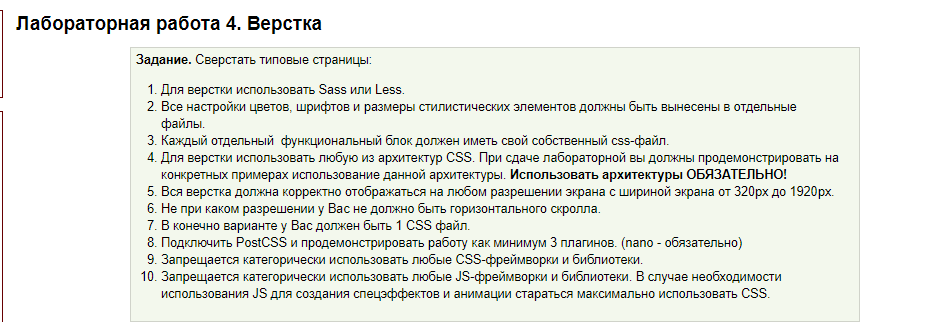 Лабораторная работа 4. Верстка
Задание. Сверстать типовые страницы:
1. Для верстки использовать Sass или Less.
2. Все настройки цветов, шрифтов и размеры стилистических элементов должны быть вынесены в отдельные
файлы.
3. Каждый отдельный функциональный блок должен иметь свой собственный css-файл.
4. Для верстки использовать любую из архитектур CSS. При сдаче лабораторной вы должны продемонстрировать на
конкретных примерах использование данной архитектуры. Использовать архитектуры ОБЯЗАТЕЛЬНО!
5. Вся верстка должна корректно отображаться на любом разрешении экрана с шириной экрана от 320px до 1920px.
6. Не при каком разрешении у Вас не должно быть горизонтального скролла.
7. В конечно варианте у Вас должен быть 1 CSS файл.
8. Подключить PostCSS и продемонстрировать работу как минимум 3 плагинов. (nano - обязательно)
9. Запрещается категорически использовать любые CSS-фреймворки и библиотеки.
10. Запрещается категорически использовать любые JS-фреймворки и библиотеки. В случае необходимости
использования JS для создания спецэффектов и анимации стараться максимально использовать CSS.